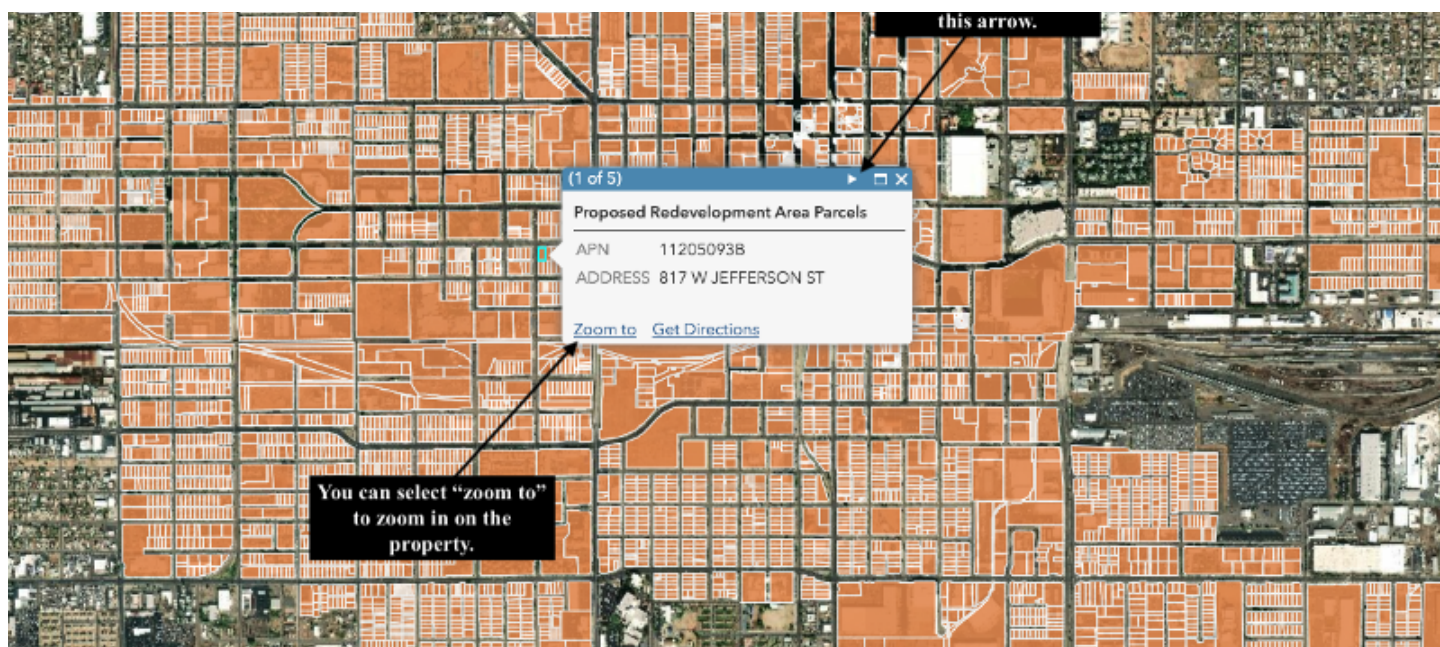 this arrow.
(1 of 5)
Proposed Redevelopment Area Parcels
APN 11205093B
ADDRESS 817 W JEFFERSON ST
Zoom to Get Directions
You can select “zoom to”
to zoom in on the
property.